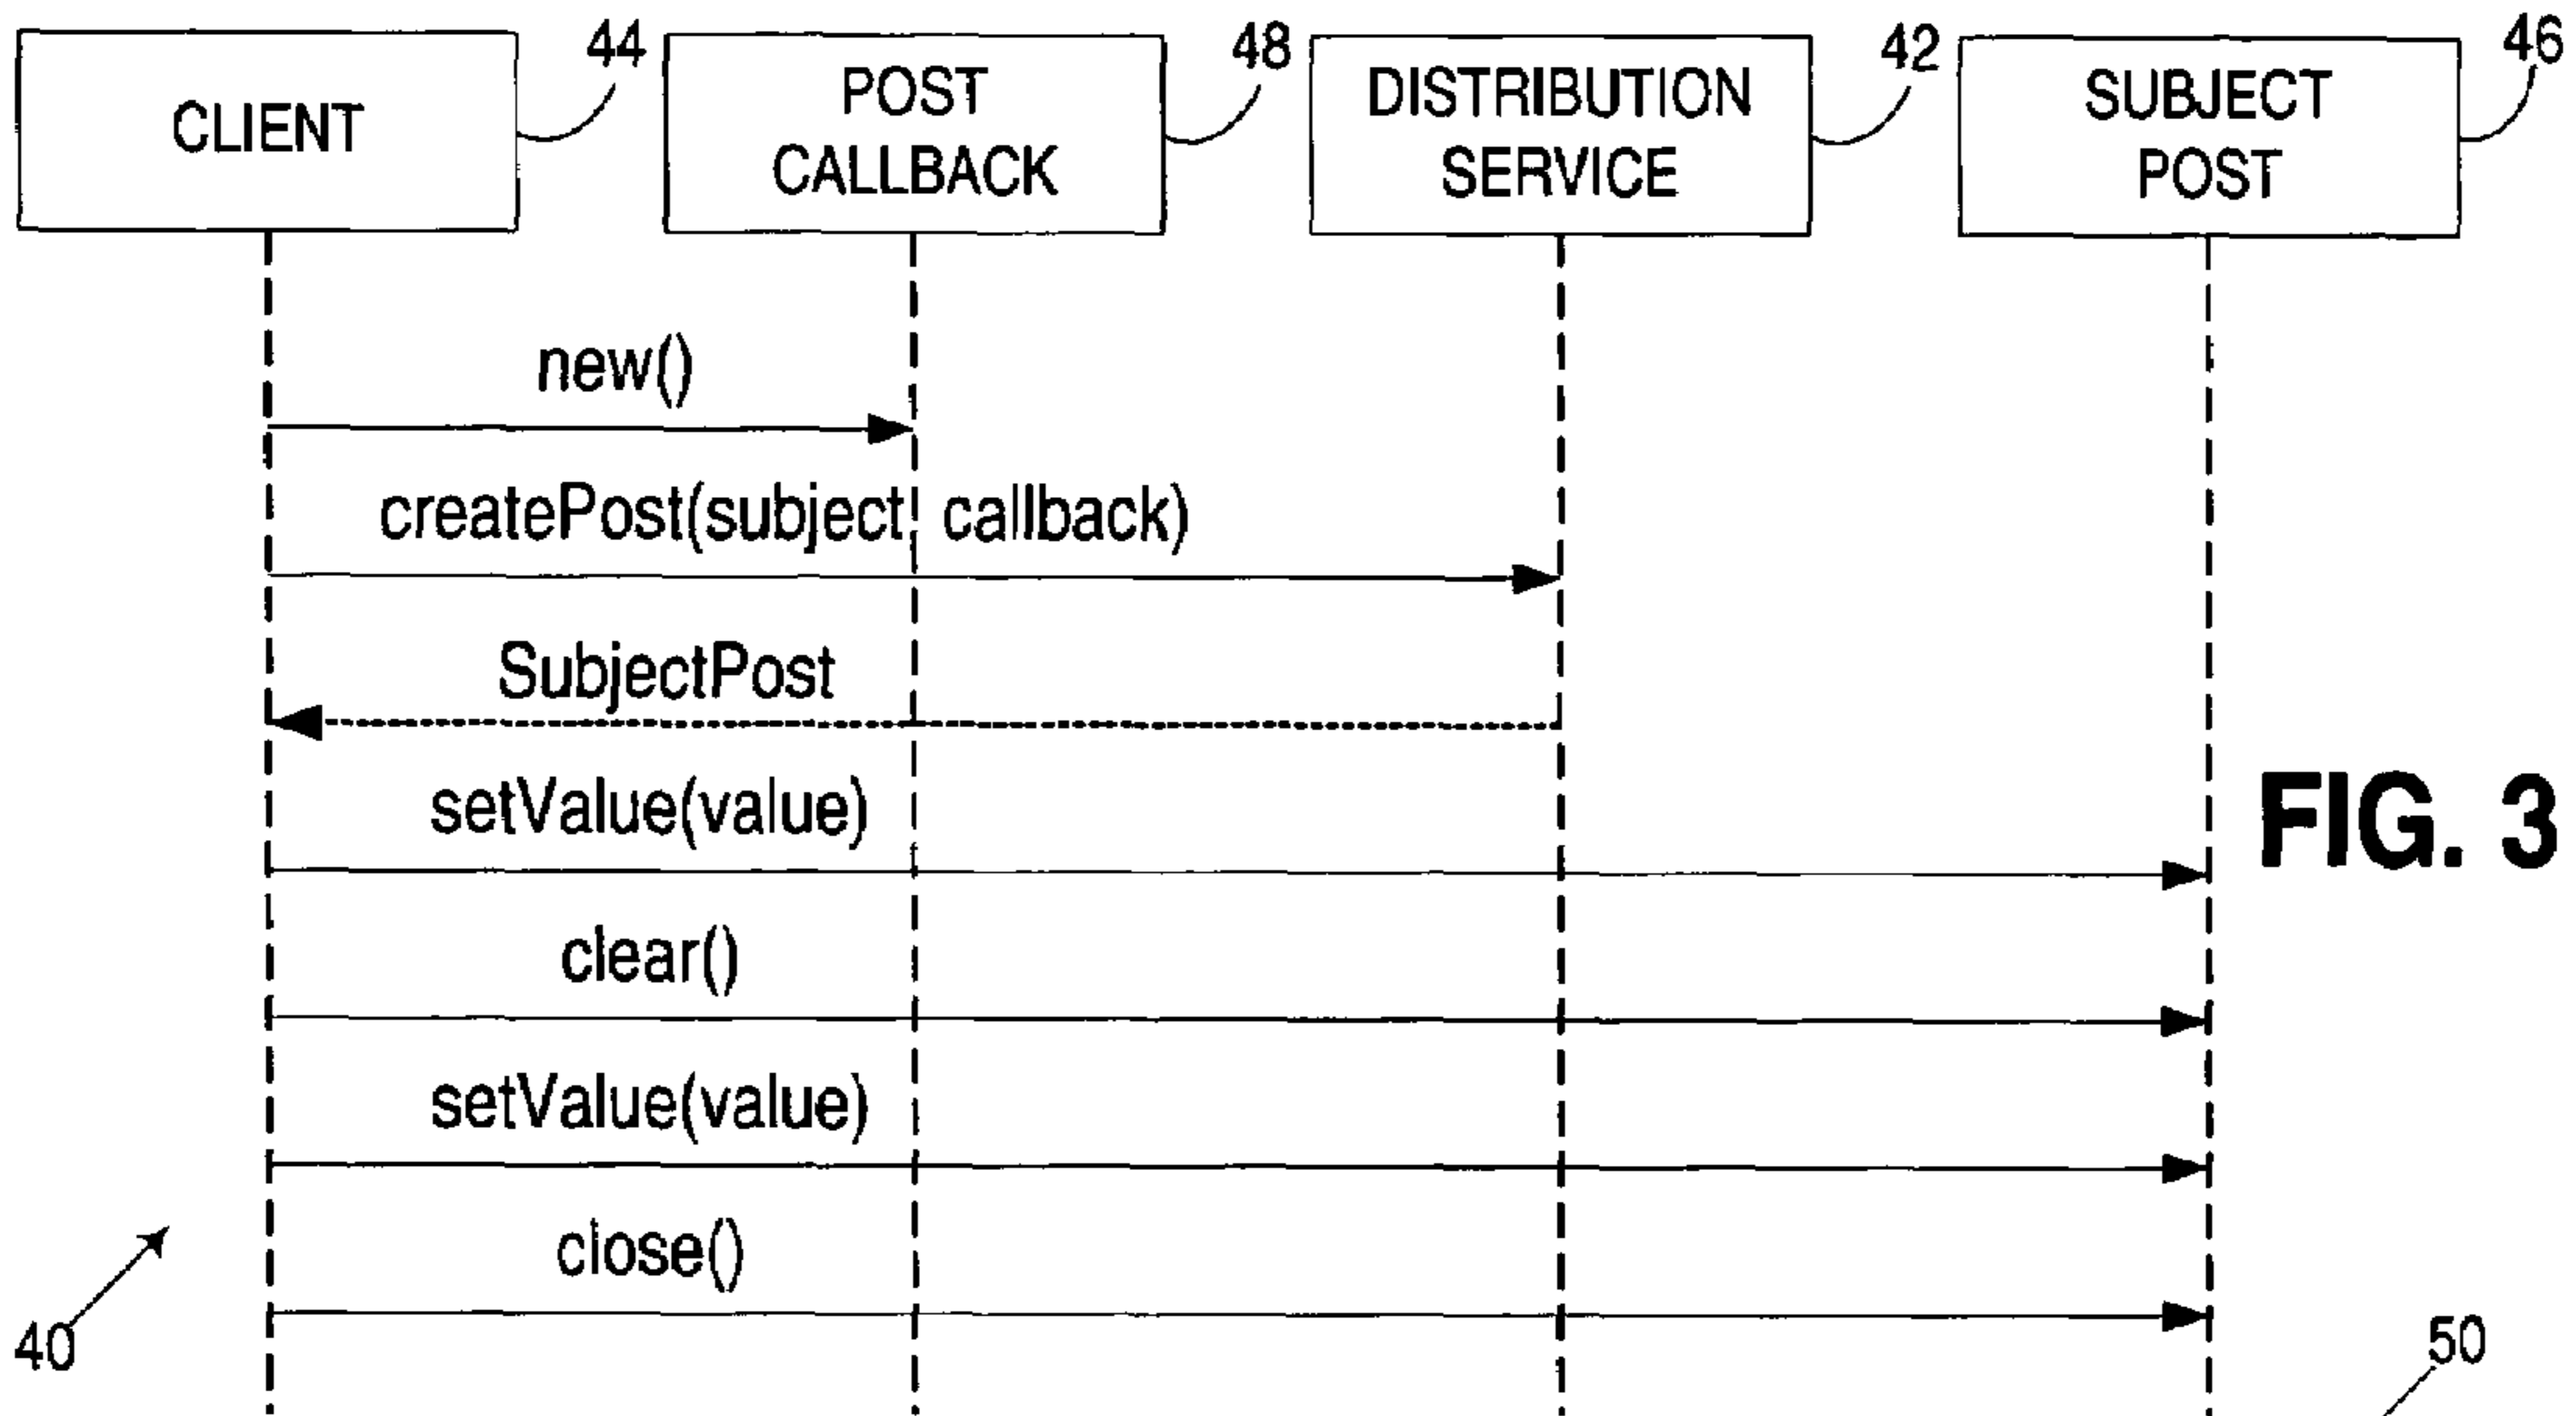 CLIENT
44
POST
CALLBACK
48
DISTRIBUTION
SERVICE
42
SUBJECT
POST
46
new()
createPost(subject, callback)
SubjectPost
setValue(value)
FIG. 3
clear()
setValue(value)
close()
40
50